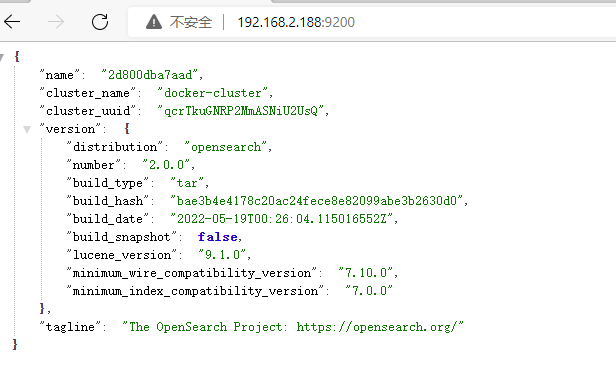 不安全 192.168.2.188:9200
{
"name": "2d800dba7aad",
"cluster_name": "docker-cluster",
"cluster_uuid": "qcrTkuGNRP2MmASNiU2UsQ",
"version": {
"distribution": "opensearch",
"number": "2.0.0",
"build_type": "tar",
"build_hash": "bae3b4e4178c20ac24fece8e82099abe3b2630d0",
"build_date": "2022-05-19T00:26:04.115016552Z",
"build_snapshot": false,
"lucene_version": "9.1.0",
"minimum_wire_compatibility_version": "7.10.0",
"minimum_index_compatibility_version": "7.0.0"
},
"tagline": "The OpenSearch Project: https://opensearch.org/"
}